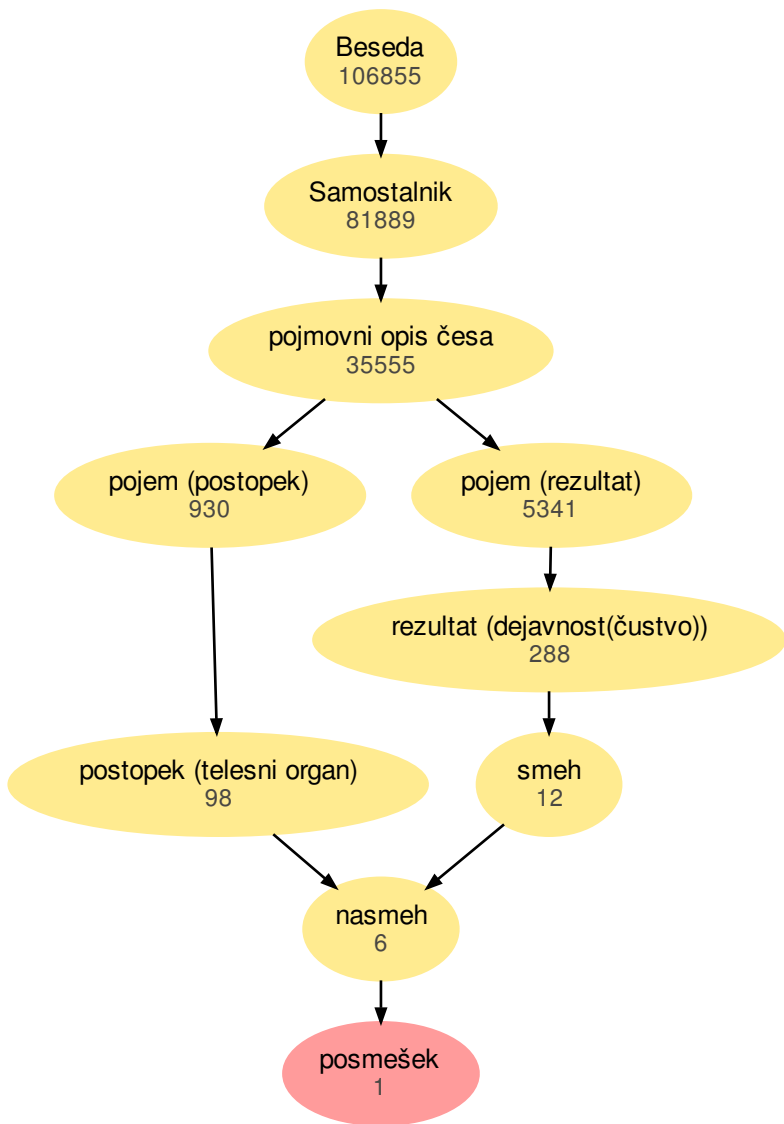 Beseda
106855
Samostalnik
81889
pojmovni opis česa
35555
pojem (postopek)
930
pojem (rezultat)
5341
rezultat (dejavnost(čustvo))
288
postopek (telesni organ)
98
smeh
12
nasmeh
6
posmešek
1